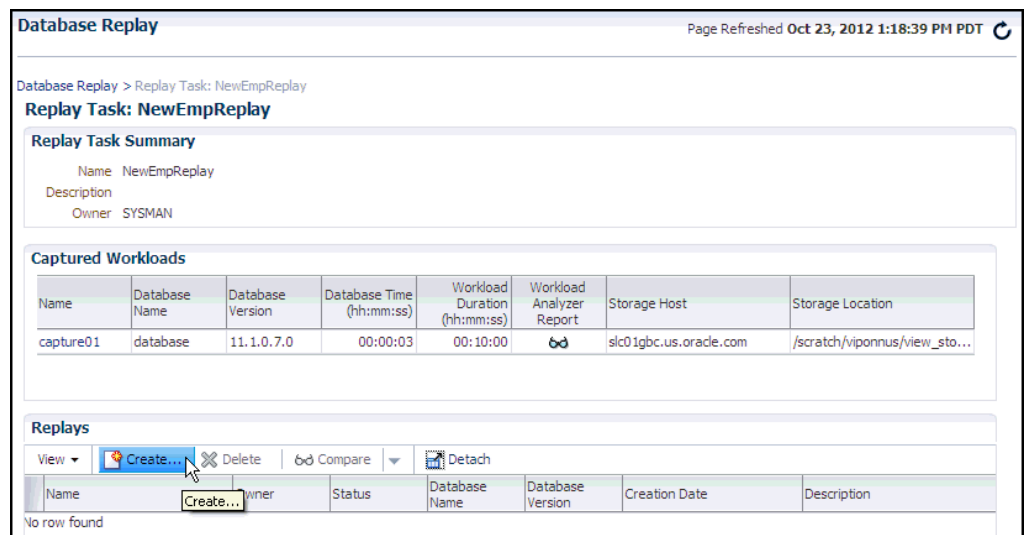 Database Replay
Page Refreshed Oct 23, 2012 1:18:39 PM PDT
Database Replay > Replay Task: NewEmpReplay
Replay Task: NewEmpReplay
Replay Task Summary
Name NewEmpReplay
Description
Owner SYSMAN
Captured Workloads
Name
Database Name
Database Version
Database Time (hh:mm:ss)
Workload Duration (hh:mm:ss)
Workload Analyzer Report
Storage Host
Storage Location
capture01 database 11.1.0.7.0 00:00:03 00:10:00 slc01gbc.us.oracle.com /scratch/viponnus/view_sto...
Replays
View Create... Delete Compare Detach
Name
Owner
Status
Database Name
Database Version
Creation Date
Description
Create...
No row found